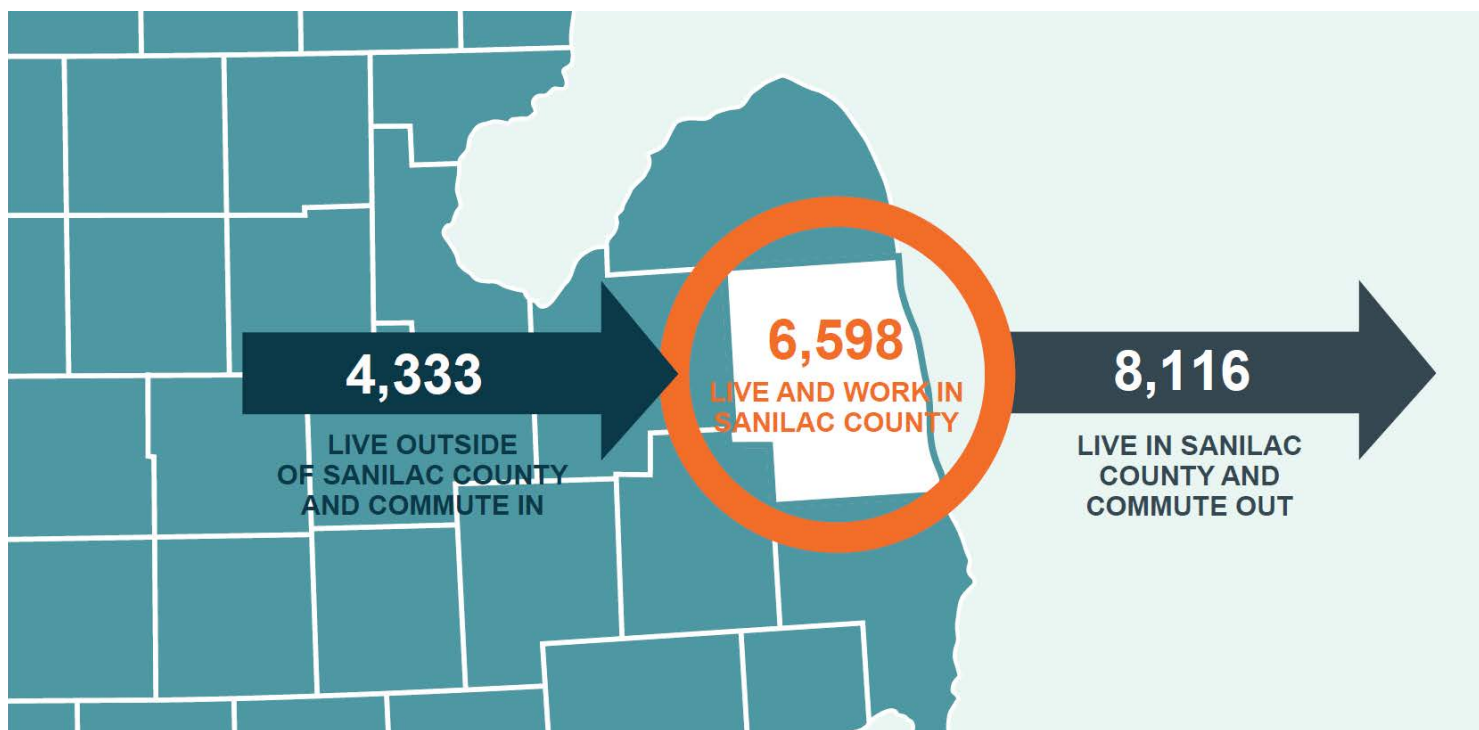 4,333
LIVE OUTSIDE
OF SANILAC COUNTY
AND COMMUTE IN
6,598
LIVE AND WORK IN
SANILAC COUNTY
8,116
LIVE IN SANILAC
COUNTY AND
COMMUTE OUT